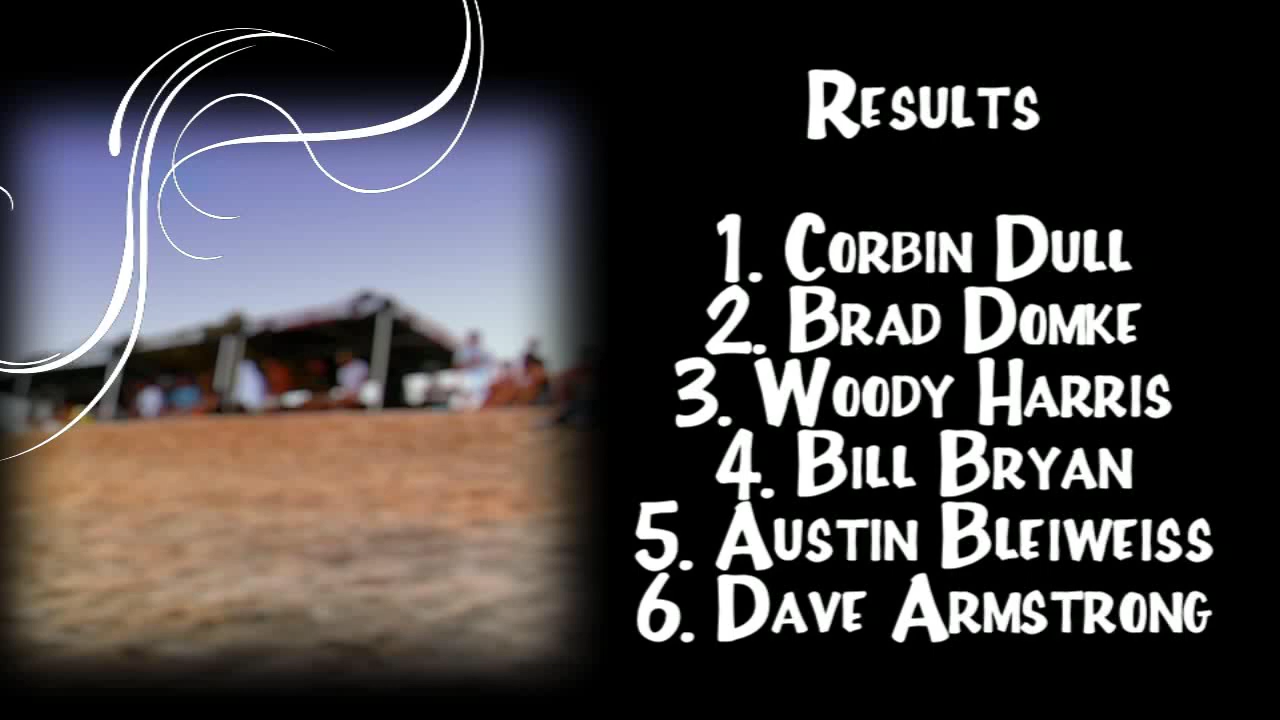 Results
1. Corbin Dull
2. Brad Domke
3. Woody Harris
4. Bill Bryan
5. Austin Bleiweiss
6. Dave Armstrong